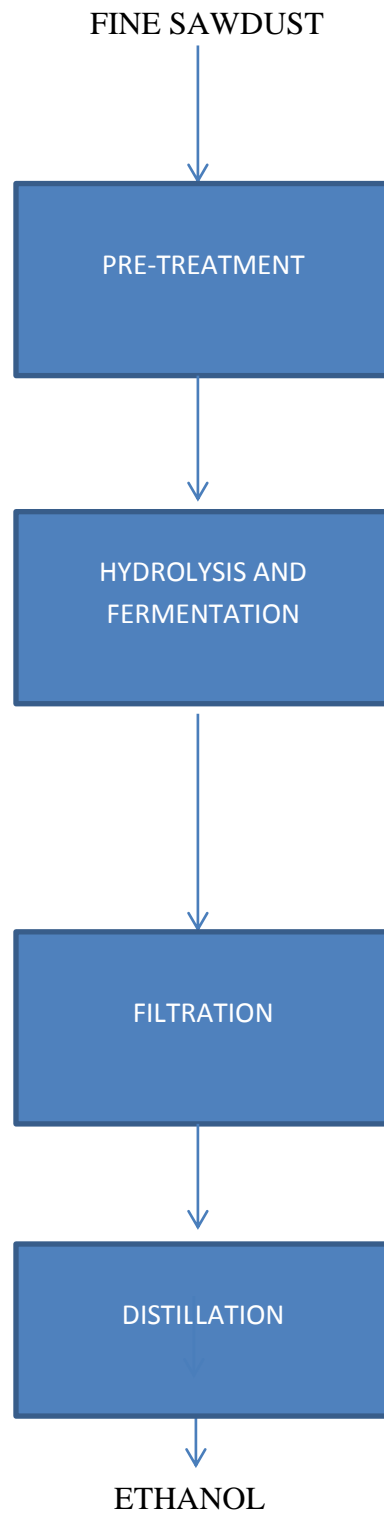 FINE SAWDUST
PRE-TREATMENT
HYDROLYSIS AND
FERMENTATION
FILTRATION
DISTILLATION
ETHANOL